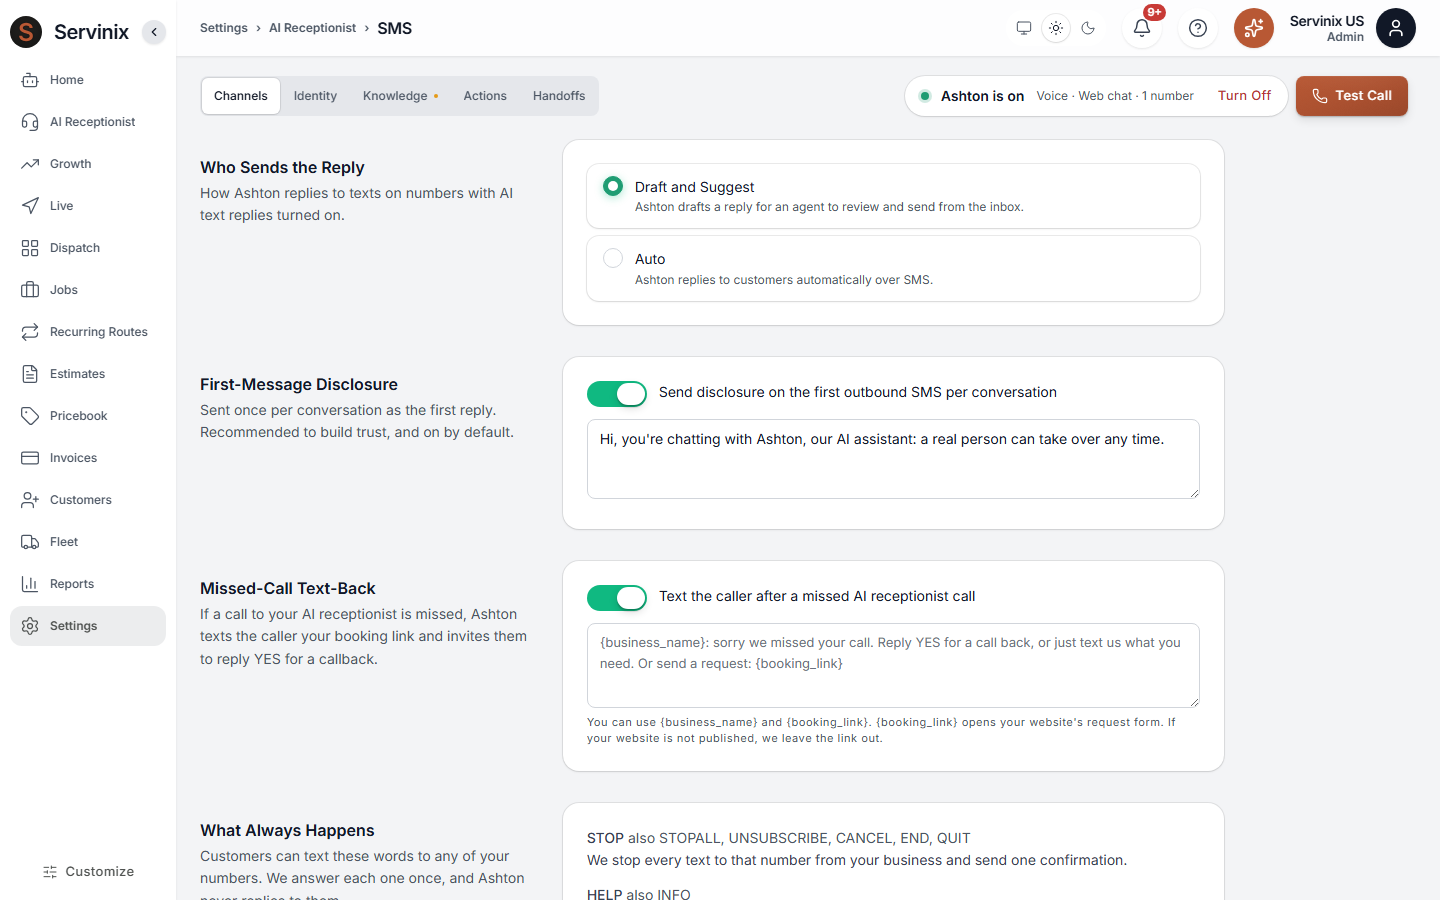 S Servinix
Home
AI Receptionist
Growth
Live
Dispatch
Jobs
Recurring Routes
Estimates
Pricebook
Invoices
Customers
Fleet
Reports
Settings
Customize
Settings › AI Receptionist › SMS
9+
Servinix US
Admin
Channels Identity Knowledge Actions Handoffs
Ashton is on Voice · Web chat · 1 number Turn Off
Test Call
Who Sends the Reply
How Ashton replies to texts on numbers with AI
text replies turned on.
Draft and Suggest
Ashton drafts a reply for an agent to review and send from the inbox.
Auto
Ashton replies to customers automatically over SMS.
First-Message Disclosure
Sent once per conversation as the first reply.
Recommended to build trust, and on by default.
Send disclosure on the first outbound SMS per conversation
Hi, you're chatting with Ashton, our AI assistant: a real person can take over any time.
Missed-Call Text-Back
If a call to your AI receptionist is missed, Ashton
texts the caller your booking link and invites them
to reply YES for a callback.
Text the caller after a missed AI receptionist call
{business_name}: sorry we missed your call. Reply YES for a call back, or just text us what you
need. Or send a request: {booking_link}
You can use {business_name} and {booking_link}. {booking_link} opens your website's request form. If
your website is not published, we leave the link out.
What Always Happens
Customers can text these words to any of your
numbers. We answer each one once, and Ashton
never replies to them.
STOP also STOPALL, UNSUBSCRIBE, CANCEL, END, QUIT
We stop every text to that number from your business and send one confirmation.
HELP also INFO